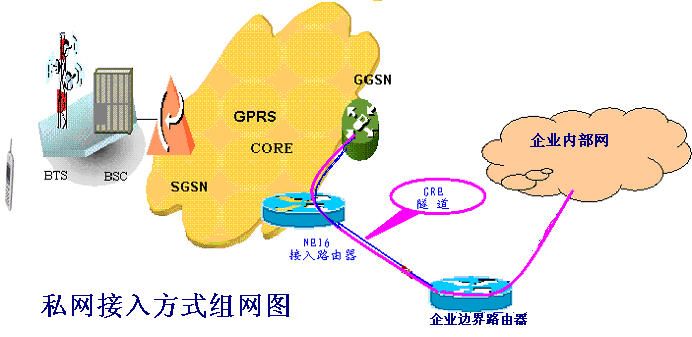 GGSN
GPRS
CORE
企业内部网
BTS
BSC
SGSN
GRE
隧道
NE16
接入路由器
私网接入方式组网图
企业边界路由器